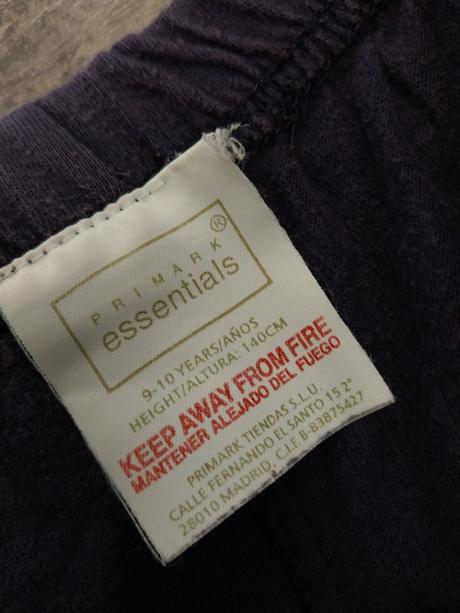 PRIMARK®
essentials
9-10 YEARS/AÑOS
HEIGHT/ALTURA: 140CM
KEEP AWAY FROM FIRE
MANTENER ALEJADO DEL FUEGO
PRIMARK TIENDAS S.L.U.
CALLE FERNANDO EL SANTO 15 2º
28010 MADRID, C.I.F. B-83875427